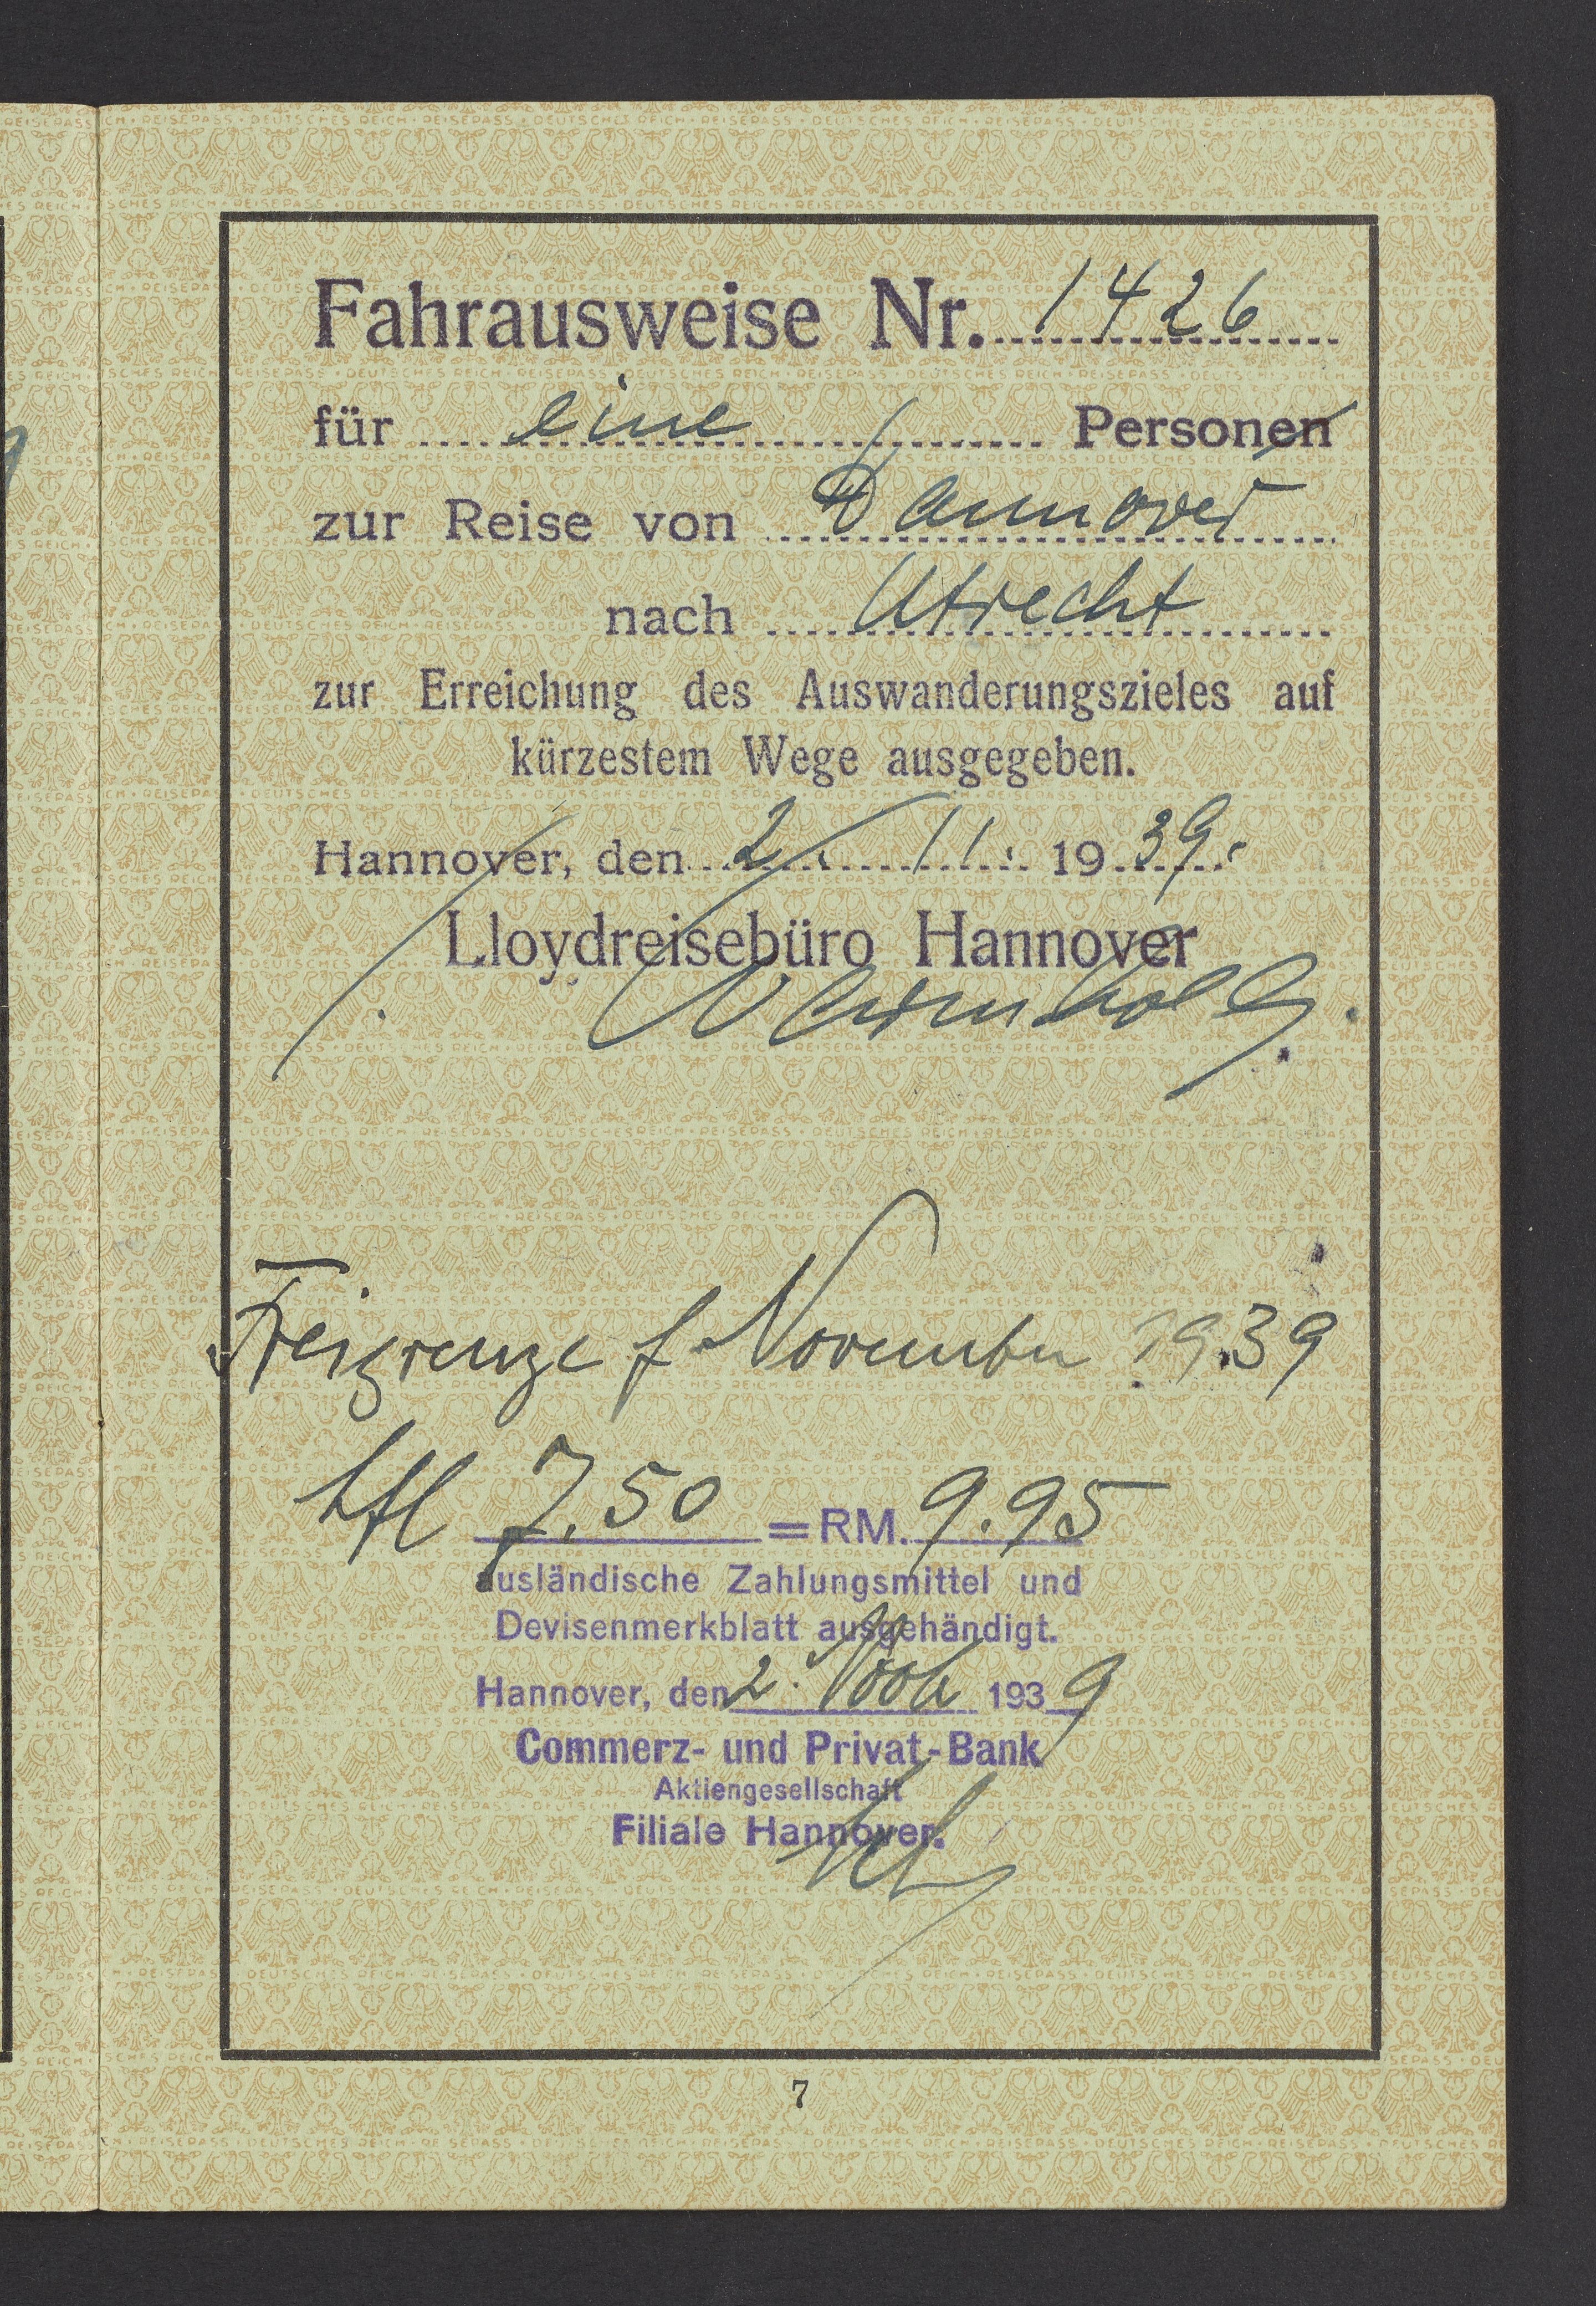 Fahrausweise Nr. 1426
für eine Personen
zur Reise von Hannover
nach Utrecht
zur Erreichung des Auswanderungszieles auf
kürzestem Wege ausgegeben.
Hannover, den 2. 11. 1939.
Lloydreisebüro Hannover
Freigrenze f. November 1939
hfl 7.50 = RM. 9.95
ausländische Zahlungsmittel und
Devisenmerkblatt ausgehändigt.
Hannover, den 2. Novb 1939
Commerz- und Privat-Bank
Aktiengesellschaft
Filiale Hannover.
7